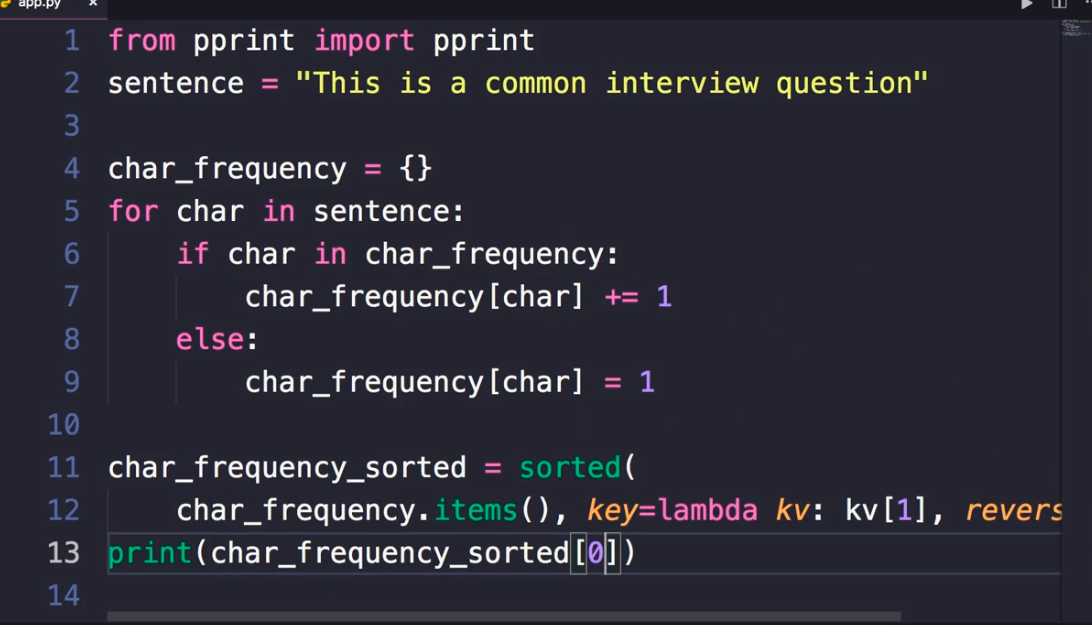 app.py ×
1 from pprint import pprint
2 sentence = "This is a common interview question"
3
4 char_frequency = {}
5 for char in sentence:
6 if char in char_frequency:
7 char_frequency[char] += 1
8 else:
9 char_frequency[char] = 1
10
11 char_frequency_sorted = sorted(
12 char_frequency.items(), key=lambda kv: kv[1], revers
13 print(char_frequency_sorted[0])
14